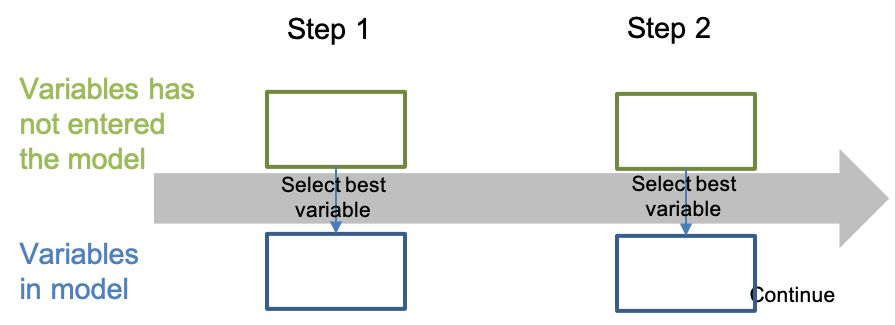 Step 1
Step 2
Variables has
not entered
the model
Select best
variable
Select best
variable
Variables
in model
Continue